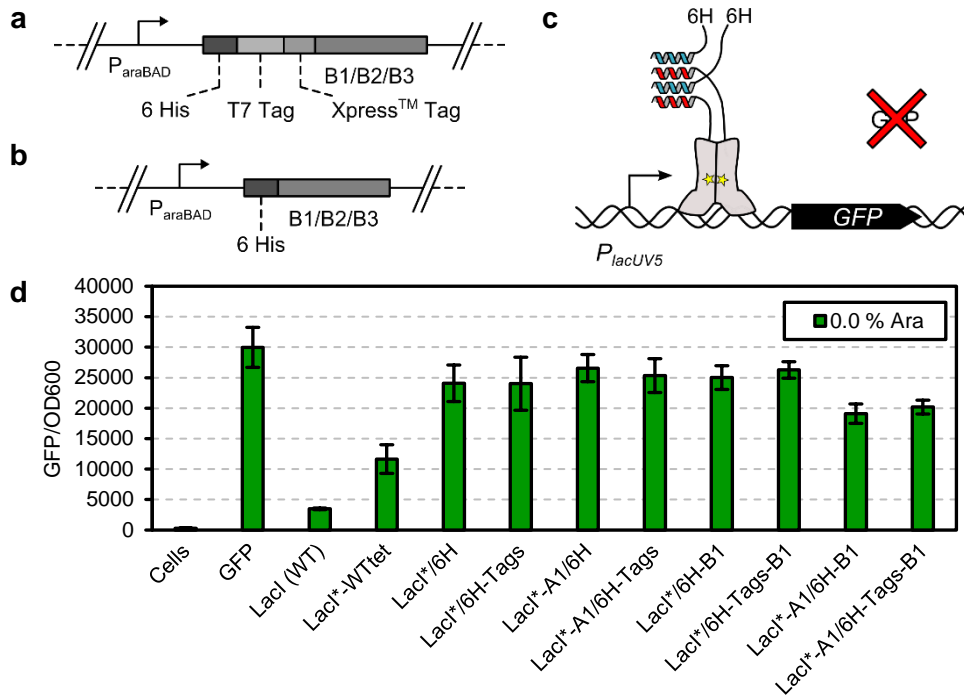 a
P_araBAD
B1/B2/B3
6 His
T7 Tag
Xpress™ Tag
b
P_araBAD
B1/B2/B3
6 His
c
6H
6H
GFP
P_lacUV5
d
GFP/OD600
40000
35000
30000
25000
20000
15000
10000
5000
0
0.0 % Ara
Cells
GFP
LacI (WT)
LacI*-WTtet
LacI*/6H
LacI*/6H-Tags
LacI*-A1/6H
LacI*-A1/6H-Tags
LacI*/6H-B1
LacI*/6H-Tags-B1
LacI*-A1/6H-B1
LacI*-A1/6H-Tags-B1